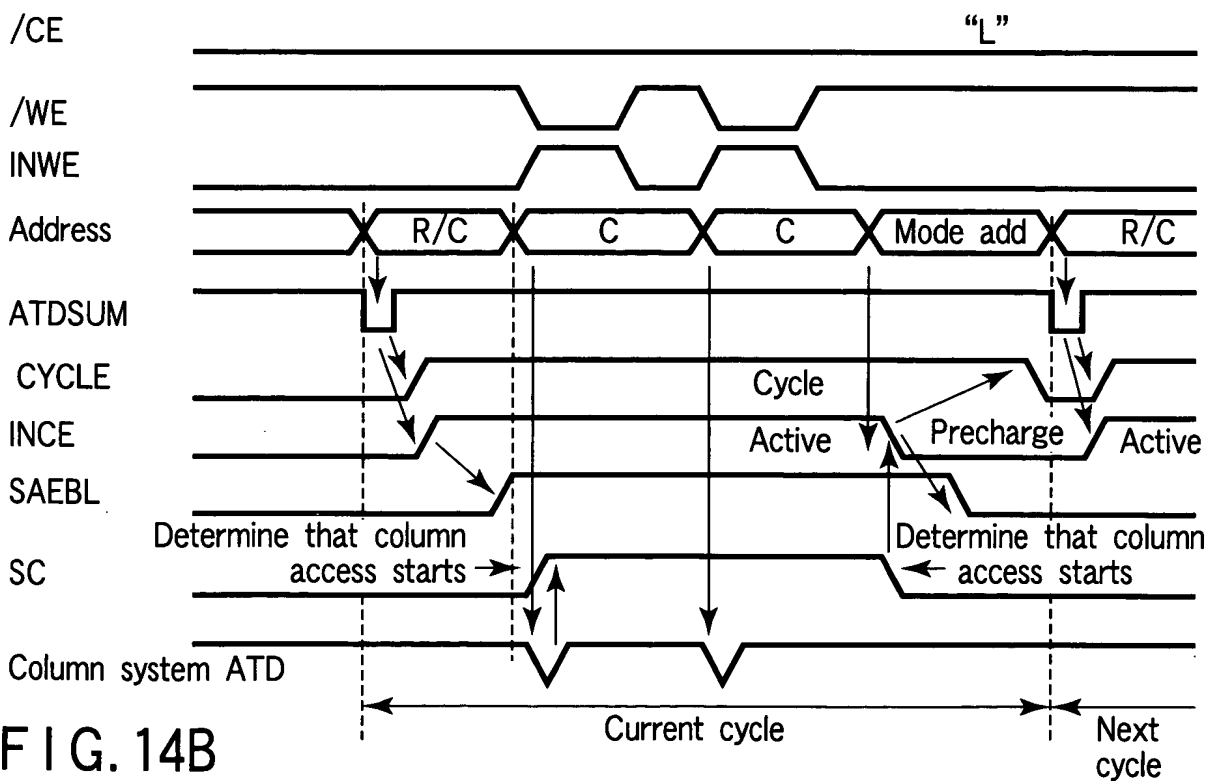 /CE
“L”
/WE
INWE
Address
R/C
C
C
Mode add
R/C
ATDSUM
CYCLE
Cycle
INCE
Active
Precharge
Active
SAEBL
Determine that column
access starts
Determine that column
access starts
SC
Column system ATD
Current cycle
Next
cycle
FIG. 14B